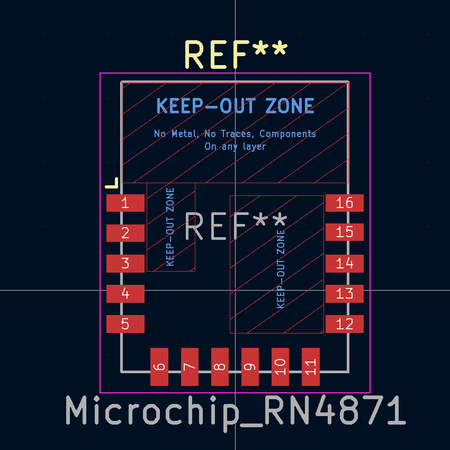 REF**
KEEP-OUT ZONE
No Metal, No Traces, Components
On any layer
1
2
3
4
5
KEEP-OUT ZONE
REF**
KEEP-OUT ZONE
16
15
14
13
12
6
7
8
9
10
11
Microchip_RN4871